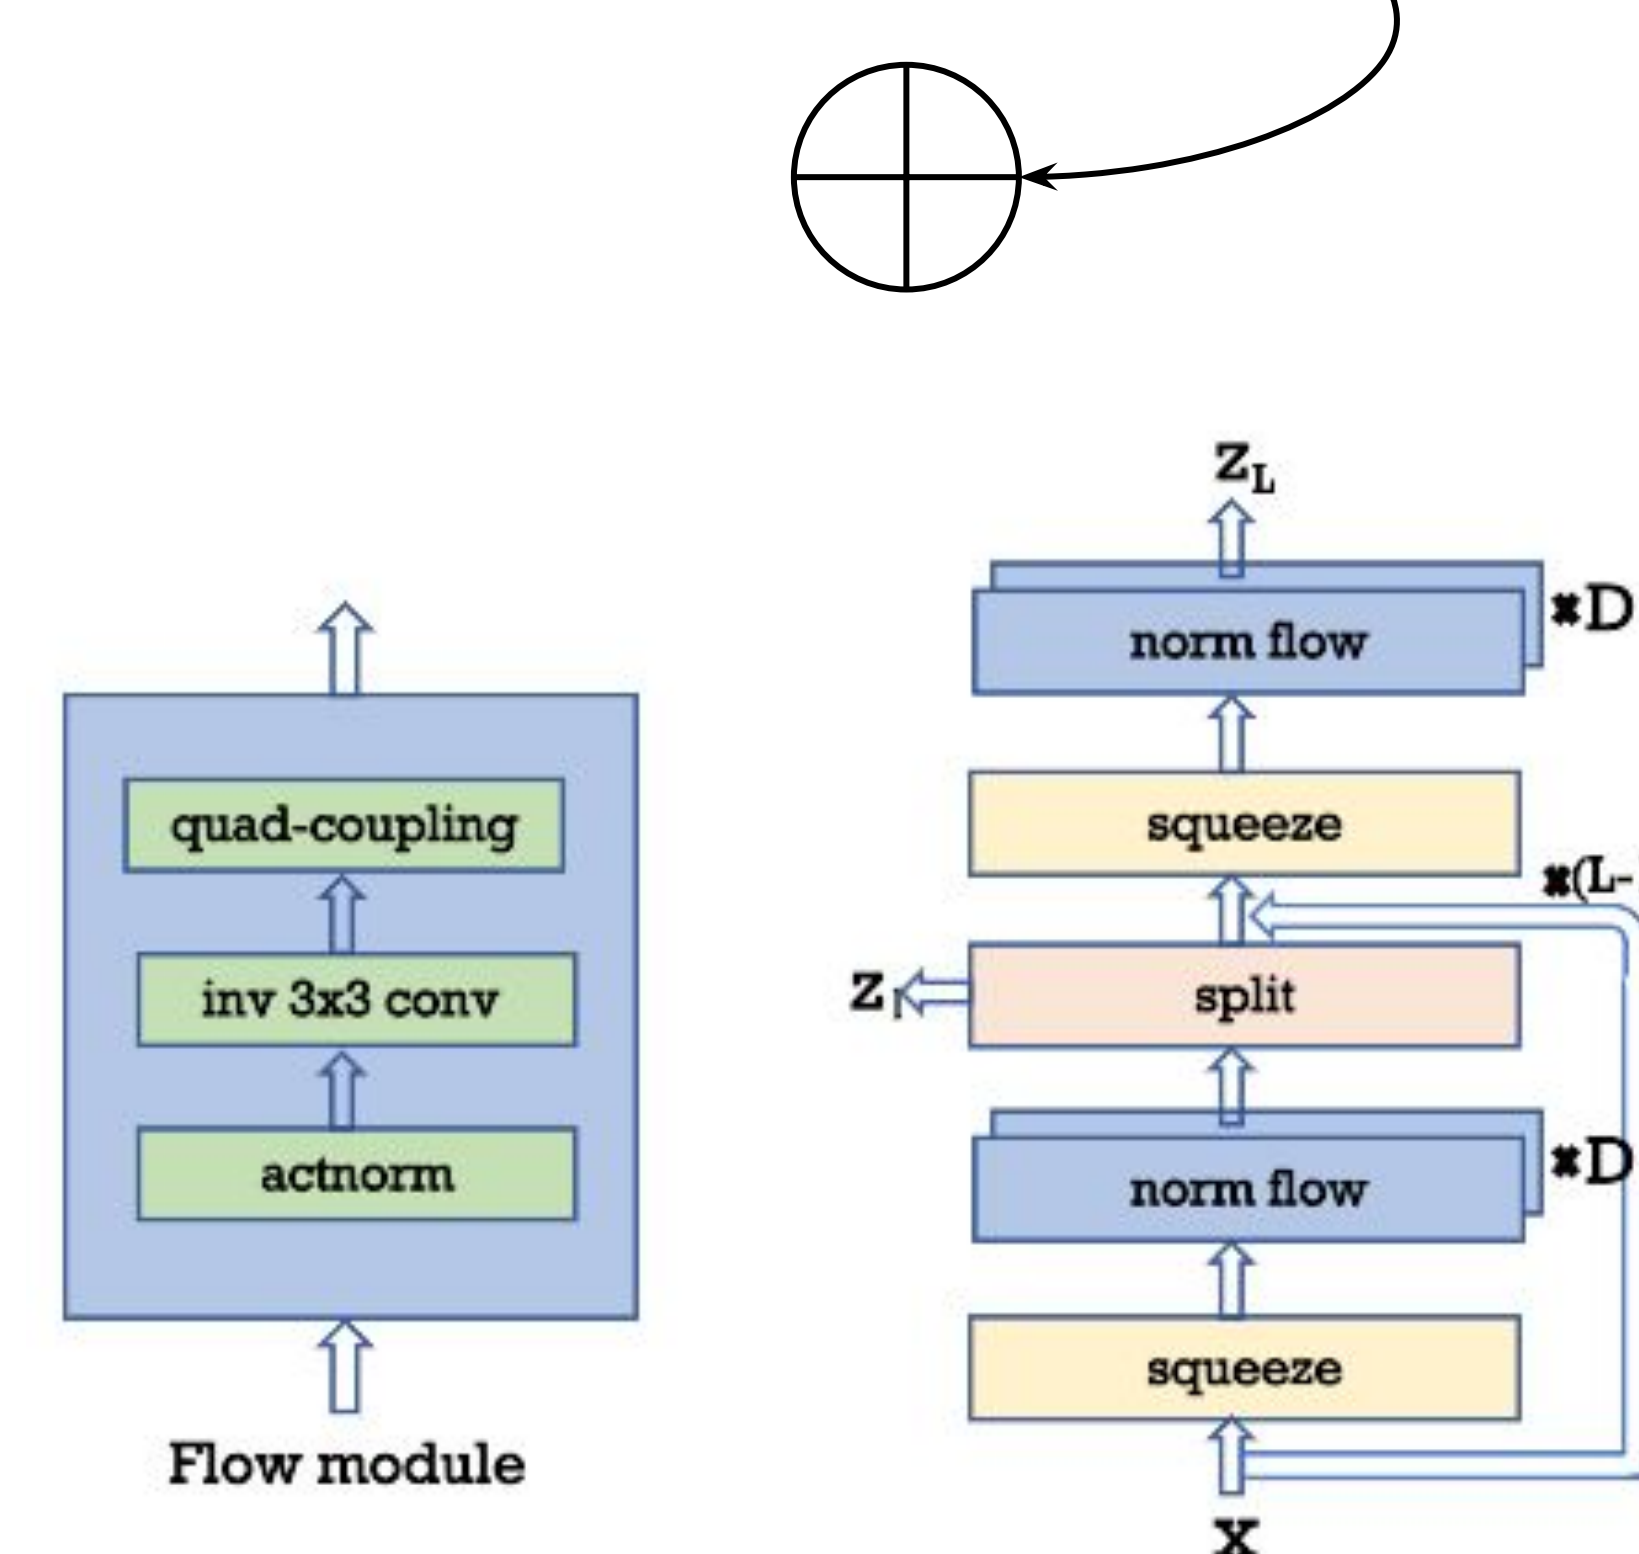 quad-coupling
inv 3x3 conv
actnorm
Flow module
Z_L
norm flow
*D
squeeze
*(L-
split
Z
norm flow
*D
squeeze
X